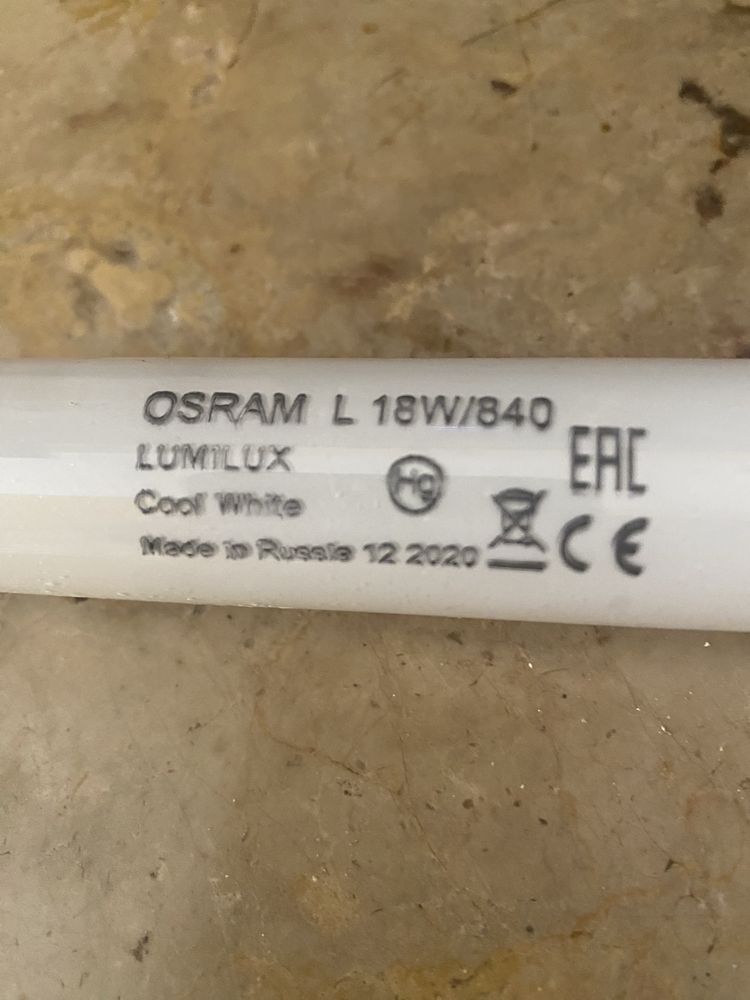 OSRAM L 18W/840
LUMILUX
Cool White
Made in Russia 12 2020
Hg
EAC
CE